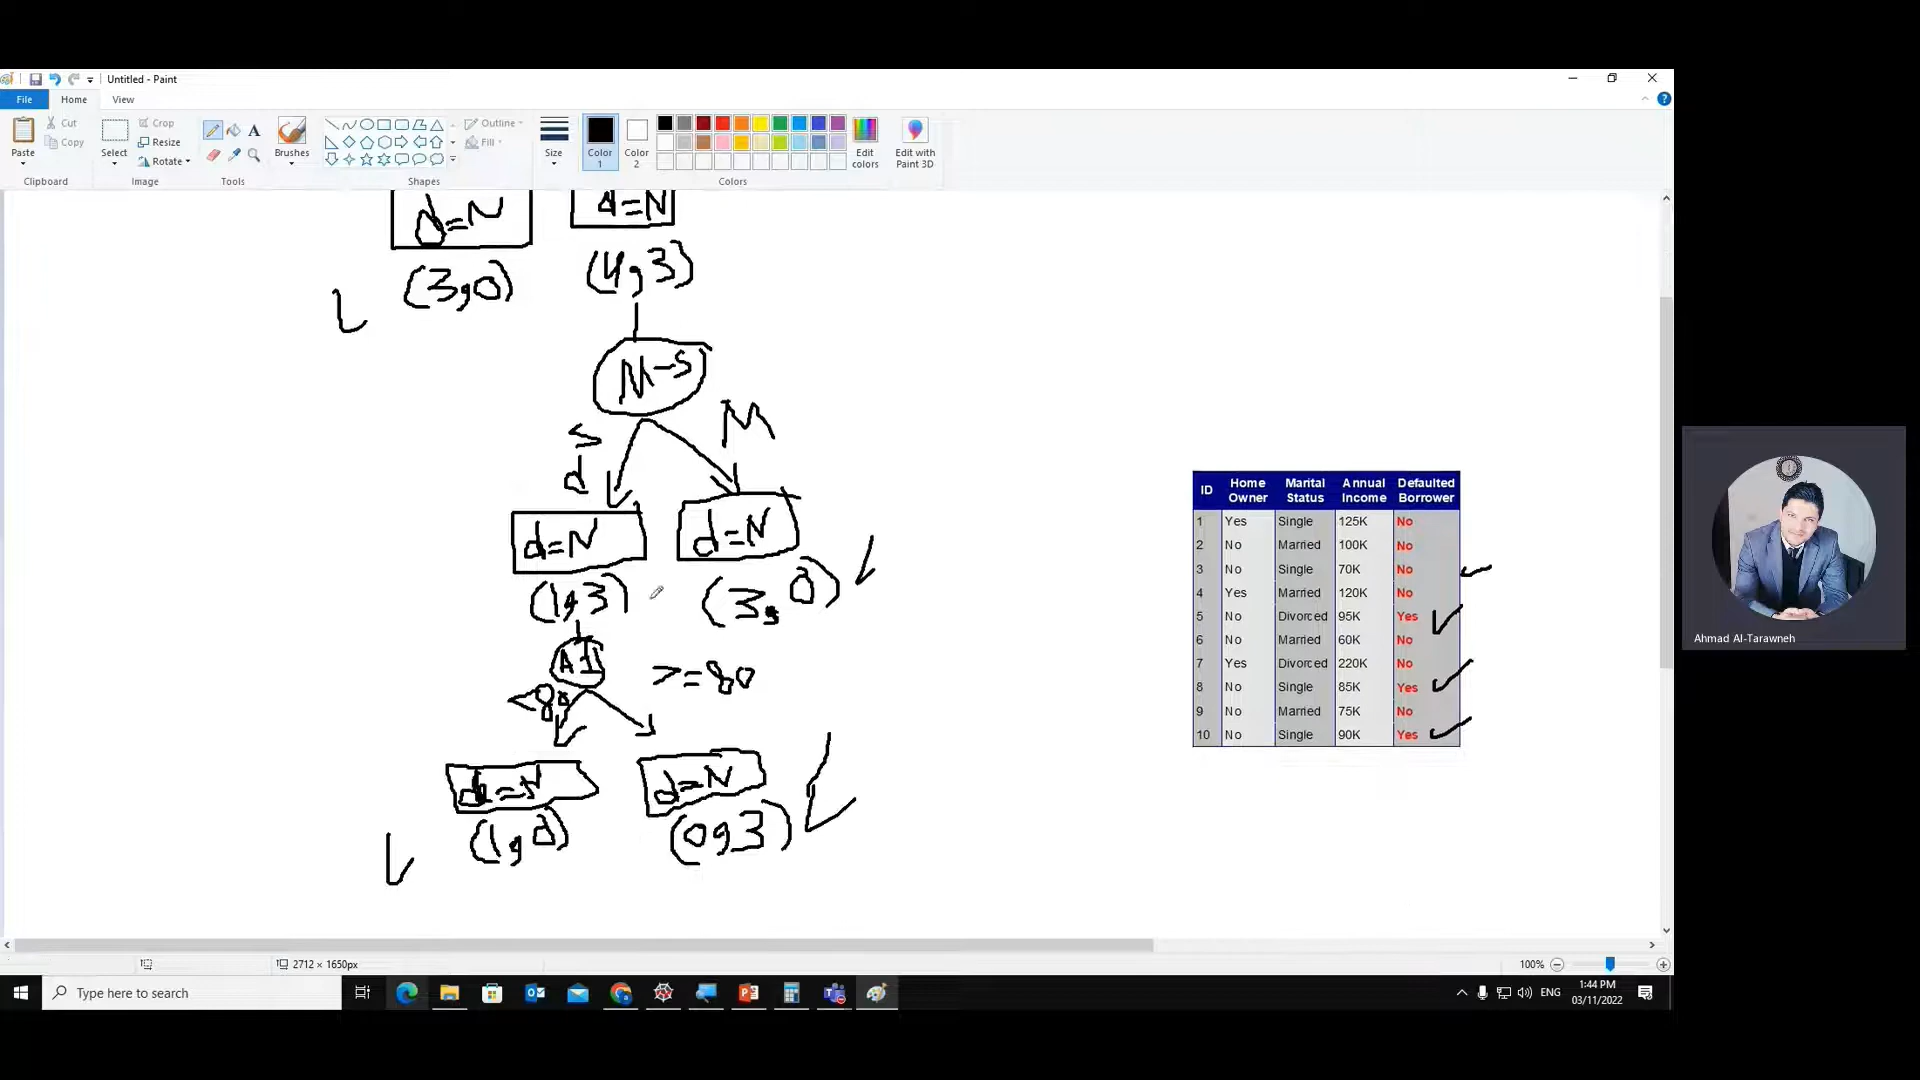 Untitled - Paint
File Home View
Paste
Cut
Copy
Clipboard
Select
Crop
Resize
Rotate
Image
Tools
Brushes
Outline
Fill
Shapes
Size
Color 1
Color 2
Edit colors
Colors
Edit with Paint 3D
d=N d=N
(3,0) (4,3)
M-S
S
d
M
d=N d=N
(1,3) (3,0)
AI
<80 >=80
d=N d=N
(1,0) (0,3)
ID Home Owner Marital Status Annual Income Defaulted Borrower
1 Yes Single 125K No
2 No Married 100K No
3 No Single 70K No
4 Yes Married 120K No
5 No Divorced 95K Yes
6 No Married 60K No
7 Yes Divorced 220K No
8 No Single 85K Yes
9 No Married 75K No
10 No Single 90K Yes
Ahmad Al-Tarawneh
2712 × 1650px
100%
Type here to search
ENG
1:44 PM
03/11/2022